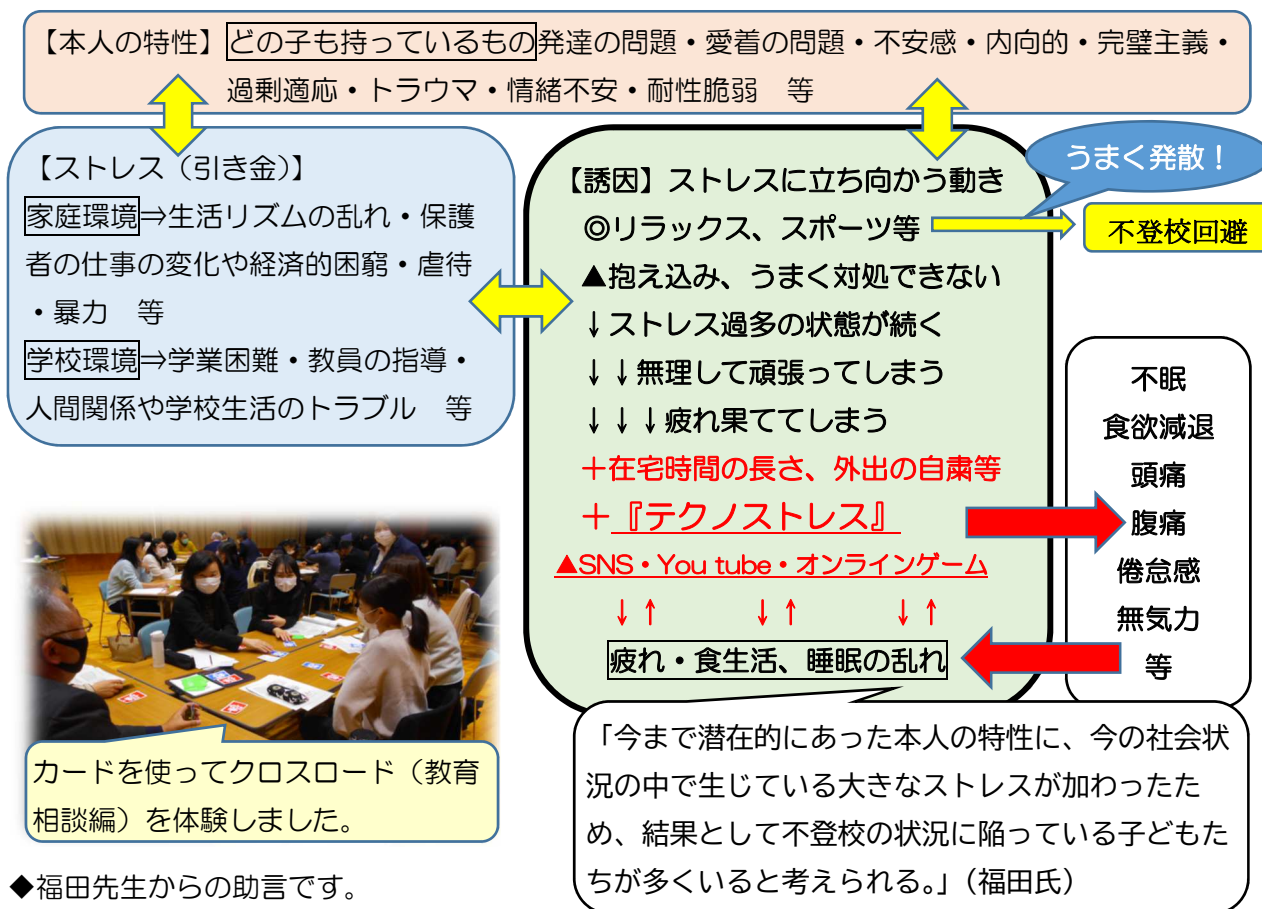 【本人の特性】どの子も持っているもの発達の問題・愛着の問題・不安感・内向的・完璧主義・
過剰適応・トラウマ・情緒不安・耐性脆弱　等
【ストレス（引き金）】
家庭環境⇒生活リズムの乱れ・保護
者の仕事の変化や経済的困窮・虐待
・暴力　等
学校環境⇒学業困難・教員の指導・
人間関係や学校生活のトラブル　等
【誘因】ストレスに立ち向かう動き
◎リラックス、スポーツ等
▲抱え込み、うまく対処できない
↓ストレス過多の状態が続く
↓↓無理して頑張ってしまう
↓↓↓疲れ果ててしまう
＋在宅時間の長さ、外出の自粛等
＋『テクノストレス』
▲SNS・You tube・オンラインゲーム
↓↑　↓↑　↓↑
疲れ・食生活、睡眠の乱れ
うまく発散！
不登校回避
不眠
食欲減退
頭痛
腹痛
倦怠感
無気力
等
「今まで潜在的にあった本人の特性に、今の社会状
況の中で生じている大きなストレスが加わったた
め、結果として不登校の状況に陥っている子どもた
ちが多くいると考えられる。」（福田氏）
カードを使ってクロスロード（教育
相談編）を体験しました。
◆福田先生からの助言です。